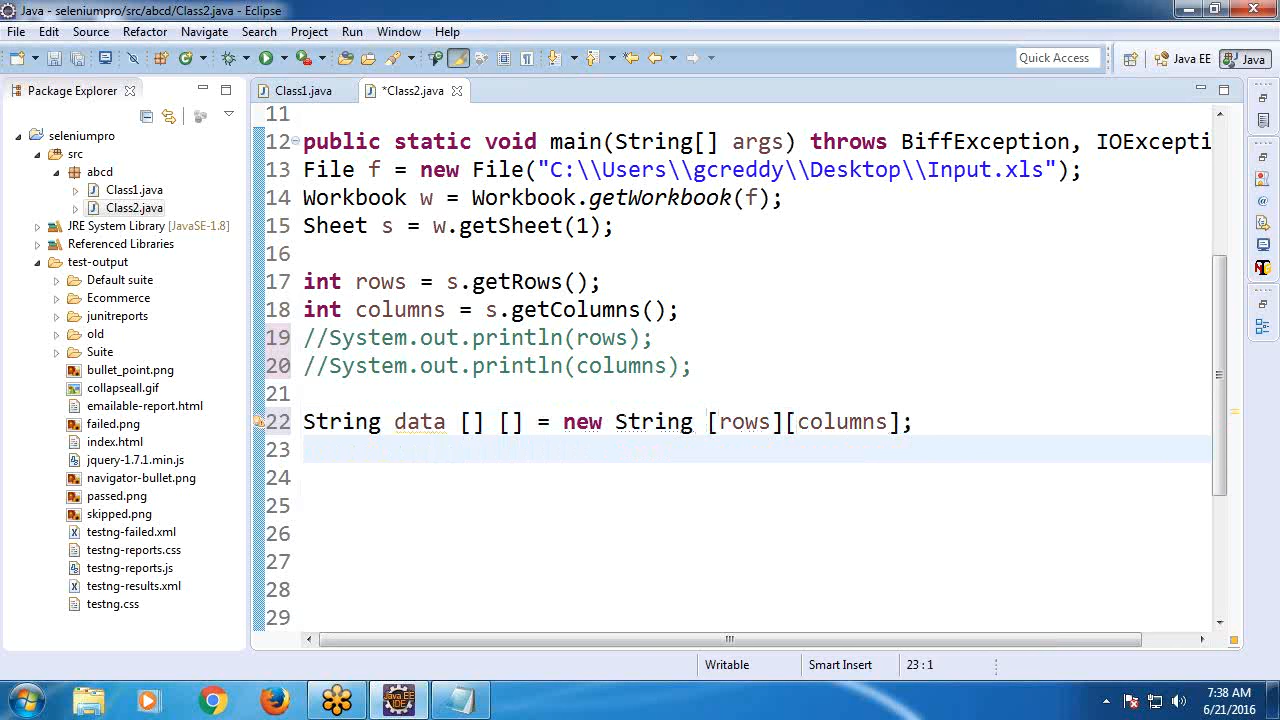 Java - seleniumpro/src/abcd/Class2.java - Eclipse
File Edit Source Refactor Navigate Search Project Run Window Help
Quick Access
Java EE
Java
Package Explorer
Class1.java
*Class2.java
seleniumpro
src
abcd
Class1.java
Class2.java
JRE System Library [JavaSE-1.8]
Referenced Libraries
test-output
Default suite
Ecommerce
junitreports
old
Suite
bullet_point.png
collapseall.gif
emailable-report.html
failed.png
index.html
jquery-1.7.1.min.js
navigator-bullet.png
passed.png
skipped.png
testng-failed.xml
testng-reports.css
testng-reports.js
testng-results.xml
testng.css
11
12 public static void main(String[] args) throws BiffException, IOExcepti
13 File f = new File("C:\\Users\\gcreddy\\Desktop\\Input.xls");
14 Workbook w = Workbook.getWorkbook(f);
15 Sheet s = w.getSheet(1);
16
17 int rows = s.getRows();
18 int columns = s.getColumns();
19 //System.out.println(rows);
20 //System.out.println(columns);
21
22 String data [] [] = new String [rows][columns];
23
24
25
26
27
28
29
Writable
Smart Insert
23 : 1
Java EE
IDE
7:38 AM
6/21/2016